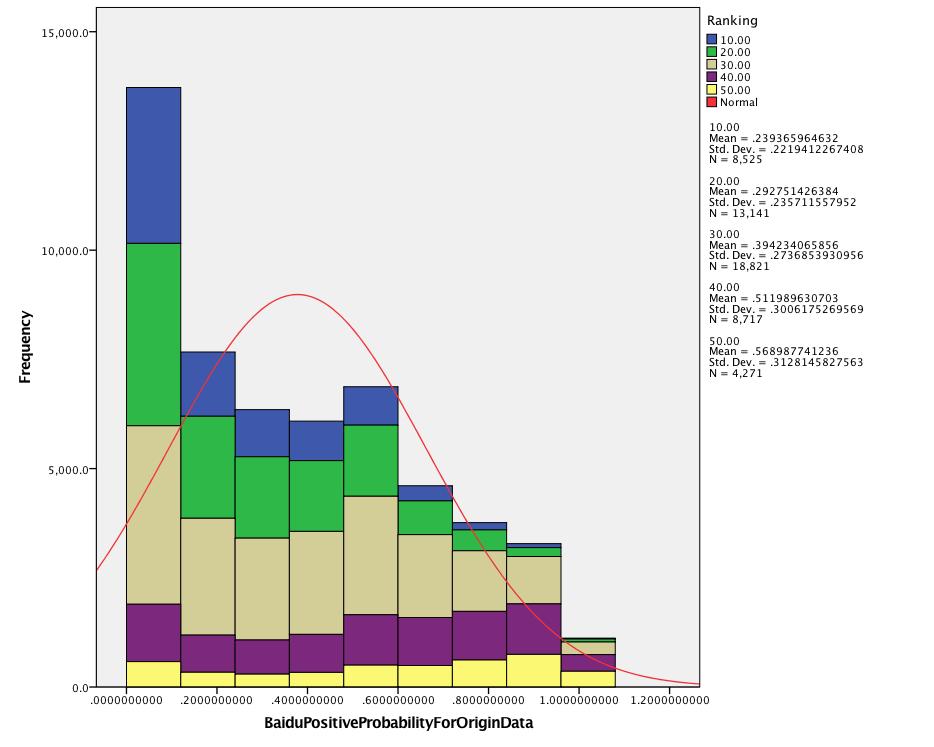 15,000.0
10,000.0
5,000.0
0.0
Frequency
.0000000000 .2000000000 .4000000000 .6000000000 .8000000000 1.0000000000 1.2000000000
BaiduPositiveProbabilityForOriginData
Ranking
10.00
20.00
30.00
40.00
50.00
Normal
10.00
Mean = .239365964632
Std. Dev. = .2219412267408
N = 8,525
20.00
Mean = .292751426384
Std. Dev. = .235711557952
N = 13,141
30.00
Mean = .394234065856
Std. Dev. = .2736853930956
N = 18,821
40.00
Mean = .511989630703
Std. Dev. = .3006175269569
N = 8,717
50.00
Mean = .568987741236
Std. Dev. = .3128145827563
N = 4,271